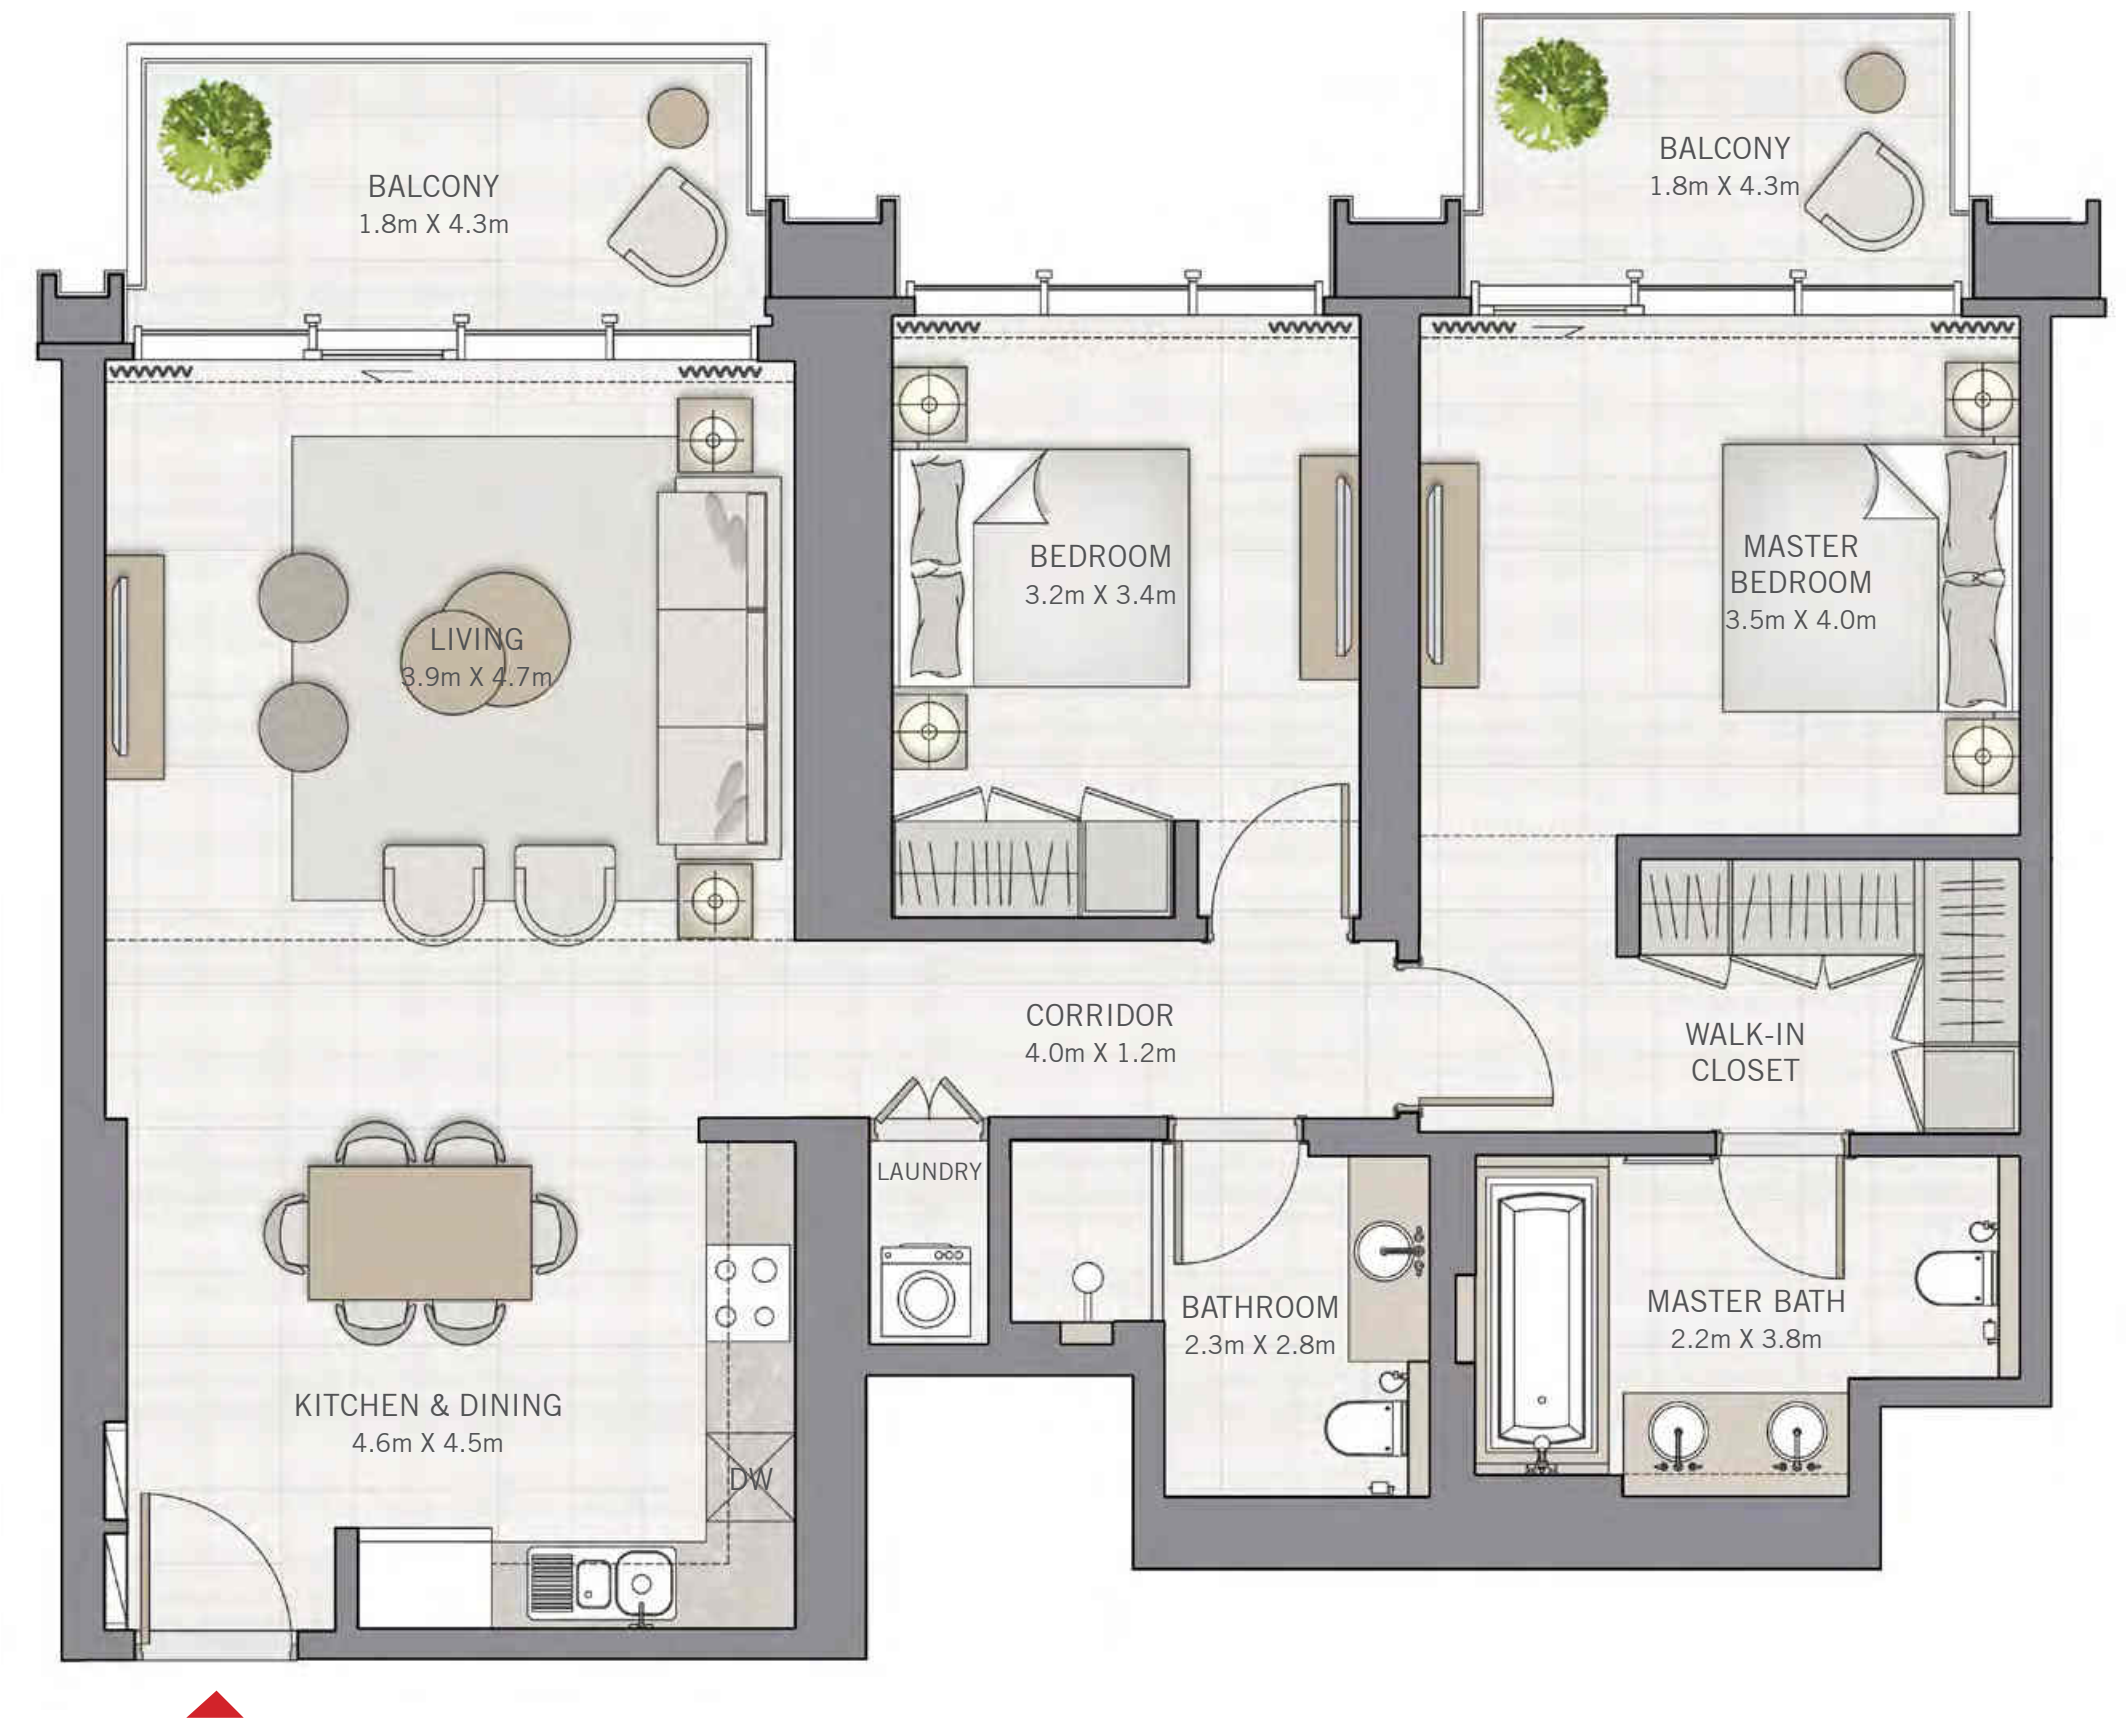 BALCONY
1.8m X 4.3m
BALCONY
1.8m X 4.3m
LIVING
3.9m X 4.7m
BEDROOM
3.2m X 3.4m
MASTER
BEDROOM
3.5m X 4.0m
CORRIDOR
4.0m X 1.2m
WALK-IN
CLOSET
LAUNDRY
BATHROOM
2.3m X 2.8m
MASTER BATH
2.2m X 3.8m
KITCHEN & DINING
4.6m X 4.5m
DW